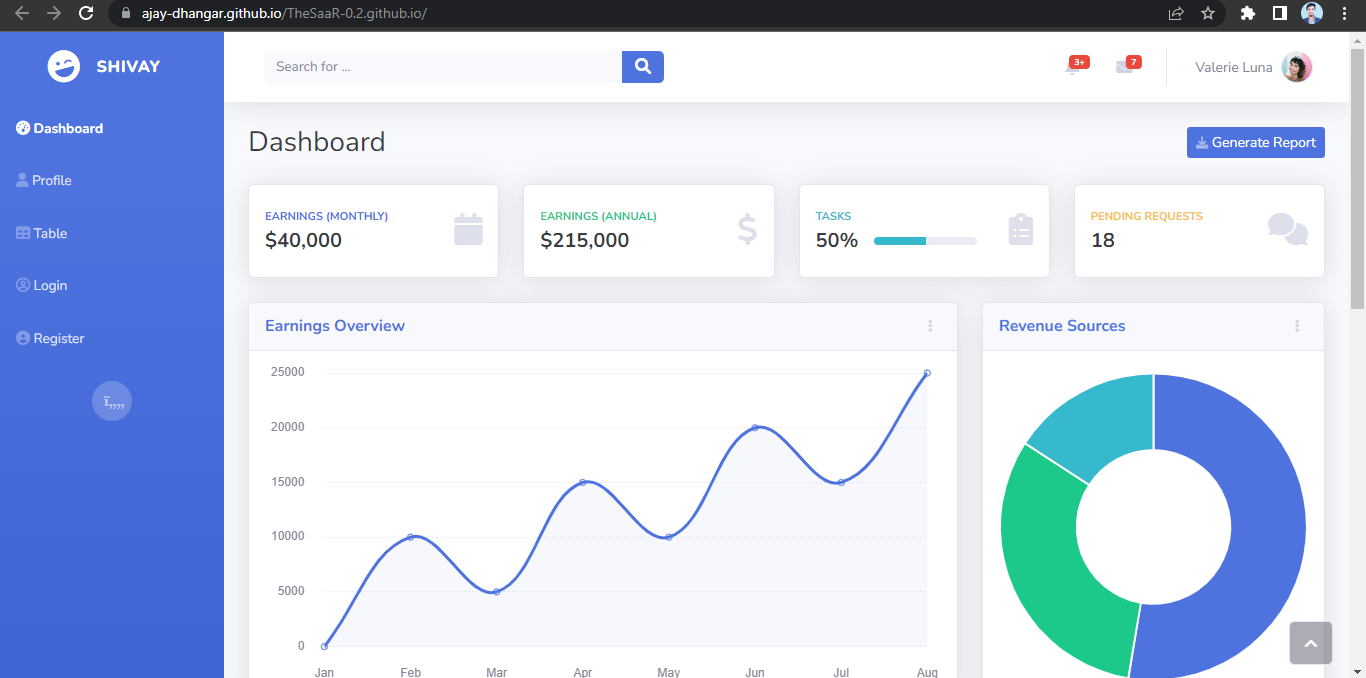 ajay-dhangar.github.io/TheSaaR-0.2.github.io/
SHIVAY
Search for ...
3+
7
Valerie Luna
Dashboard
Profile
Table
Login
Register
ï‚„
Dashboard
Generate Report
EARNINGS (MONTHLY)
$40,000
EARNINGS (ANNUAL)
$215,000
TASKS
50%
PENDING REQUESTS
18
Earnings Overview
25000
20000
15000
10000
5000
0
Jan Feb Mar Apr May Jun Jul Aug
Revenue Sources